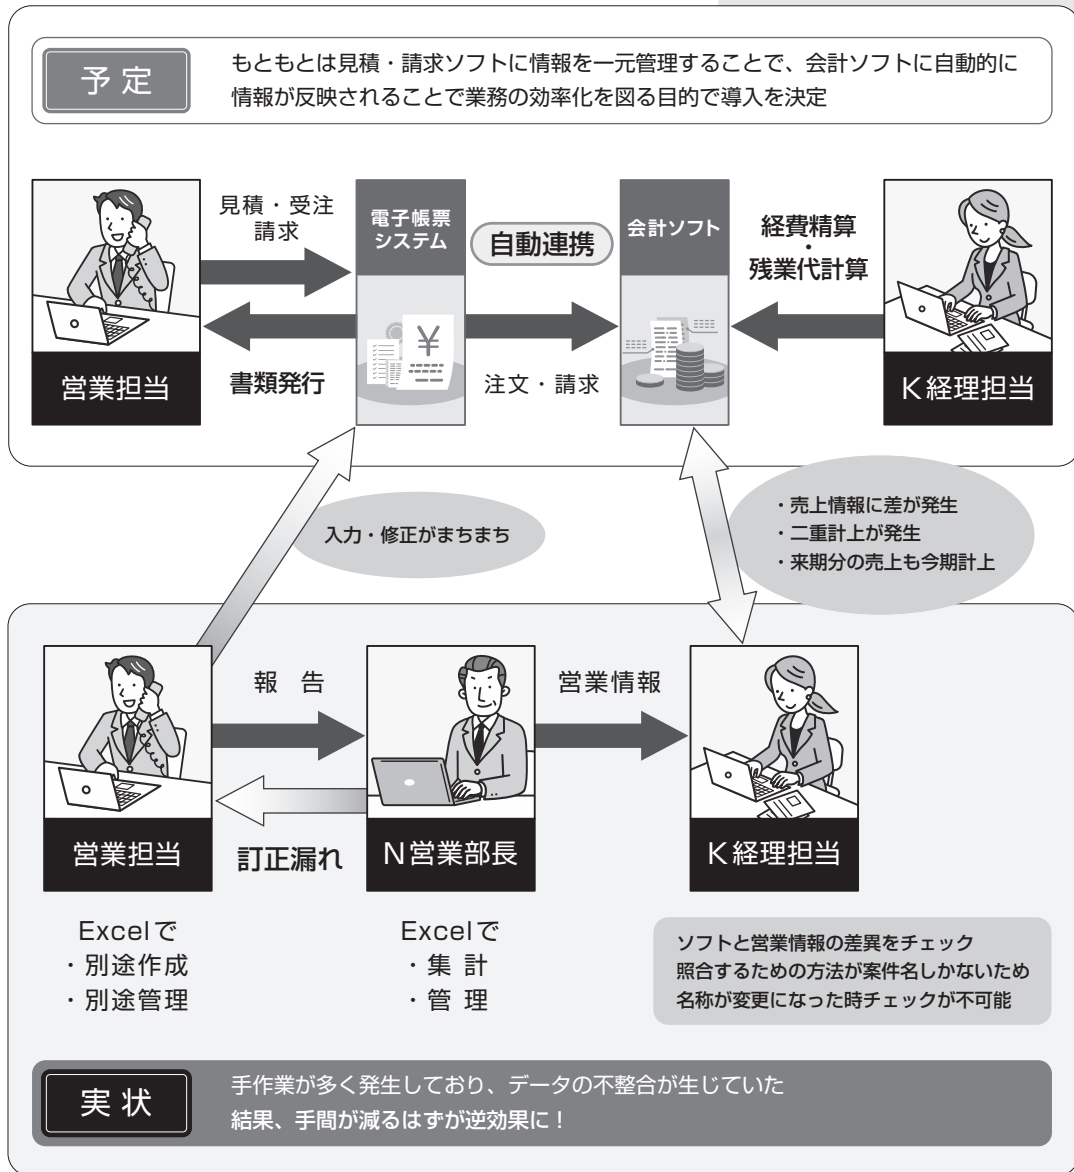 予定
もともとは見積・請求ソフトに情報を一元管理することで、会計ソフトに自動的に
情報が反映されることで業務の効率化を図る目的で導入を決定
見積・受注
請求
電子帳票
システム
自動連携
会計ソフト
経費精算
・
残業代計算
¥
営業担当
書類発行
注文・請求
K経理担当
入力・修正がまちまち
・売上情報に差が発生
・二重計上が発生
・来期分の売上も今期計上
報 告
営業情報
営業担当
訂正漏れ
N営業部長
K経理担当
Excelで
・別途作成
・別途管理
Excelで
・集 計
・管 理
ソフトと営業情報の差異をチェック
照合するための方法が案件名しかないため
名称が変更になった時チェックが不可能
実状
手作業が多く発生しており、データの不整合が生じていた
結果、手間が減るはずが逆効果に！